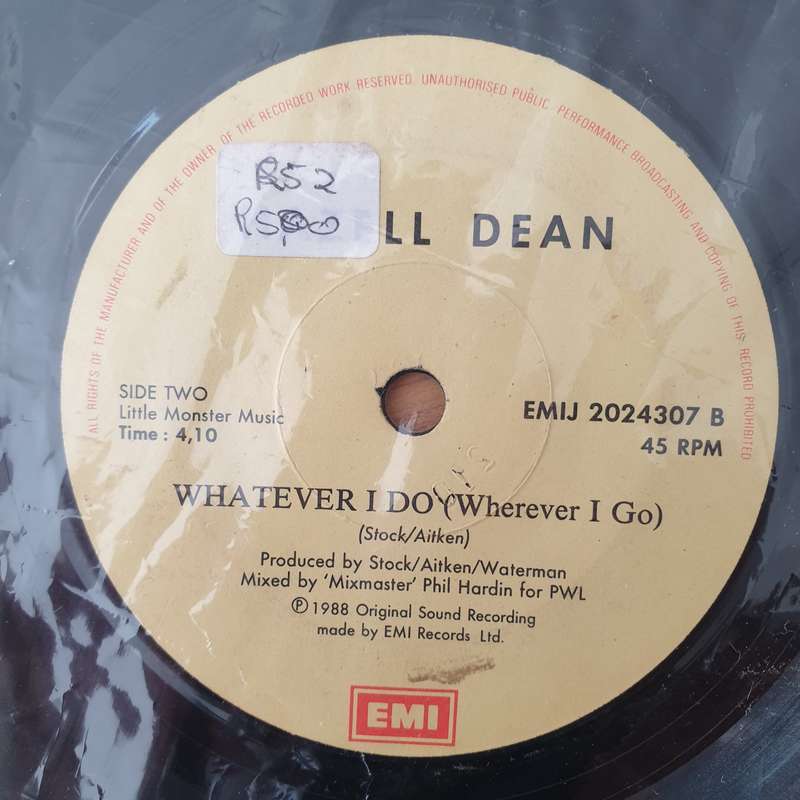 ALL RIGHTS OF THE MANUFACTURER AND OF THE OWNER OF THE RECORDED WORK RESERVED. UNAUTHORISED PUBLIC PERFORMANCE BROADCASTING AND COPYING OF THIS RECORD PROHIBITED
R52
R50,00
LL DEAN
SIDE TWO
Little Monster Music
Time : 4,10
EMIJ 2024307 B
45 RPM
WHATEVER I DO (Wherever I Go)
(Stock/Aitken)
Produced by Stock/Aitken/Waterman
Mixed by ‘Mixmaster’ Phil Hardin for PWL
Ⓟ 1988 Original Sound Recording
made by EMI Records Ltd.
EMI